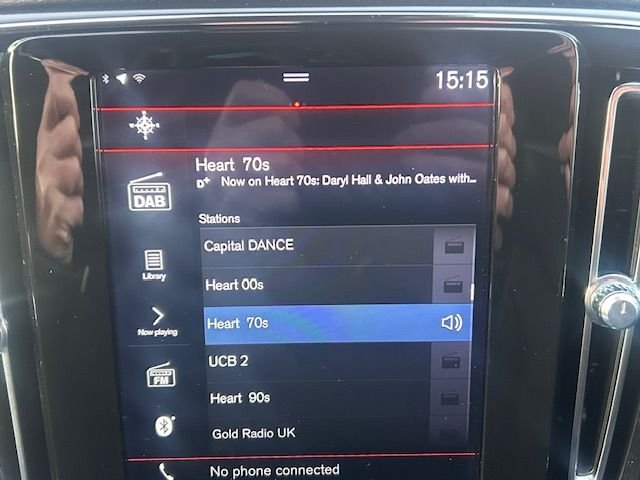 15:15
Heart 70s
D+ Now on Heart 70s: Daryl Hall & John Oates with...
DAB
Stations
Capital DANCE
Heart 00s
Library
Heart 70s
Now playing
UCB 2
FM
Heart 90s
Gold Radio UK
No phone connected